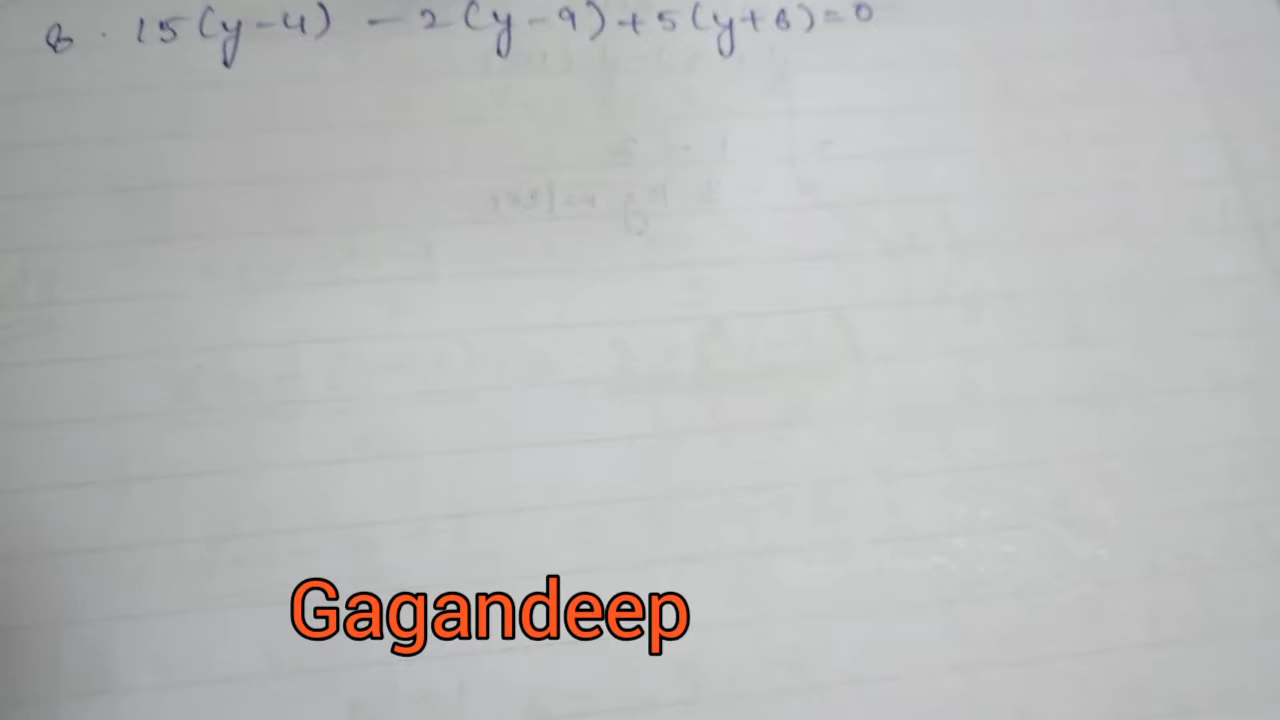 8. 15(y-4) - 2(y-9) + 5(y+6) = 0
Gagandeep